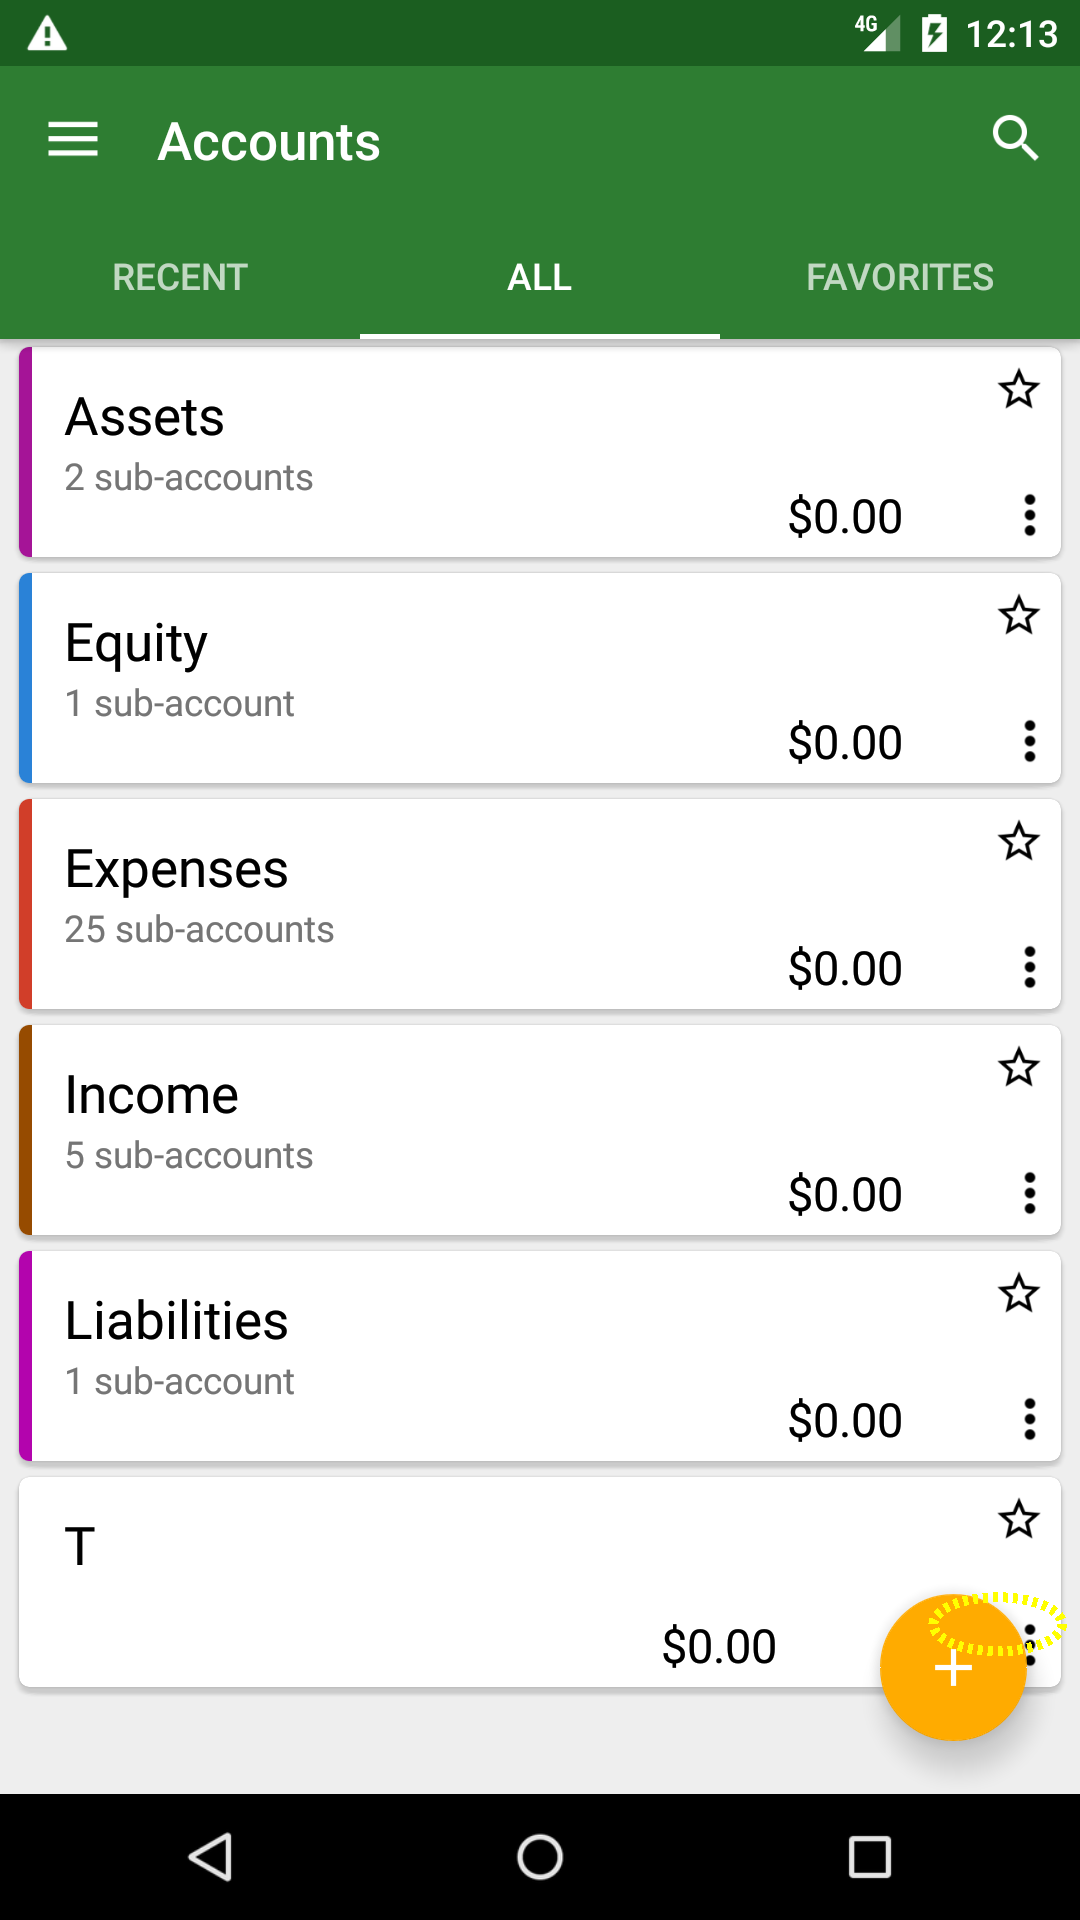 4G 12:13
Accounts
RECENT ALL FAVORITES
Assets
2 sub-accounts
$0.00
Equity
1 sub-account
$0.00
Expenses
25 sub-accounts
$0.00
Income
5 sub-accounts
$0.00
Liabilities
1 sub-account
$0.00
T
$0.00